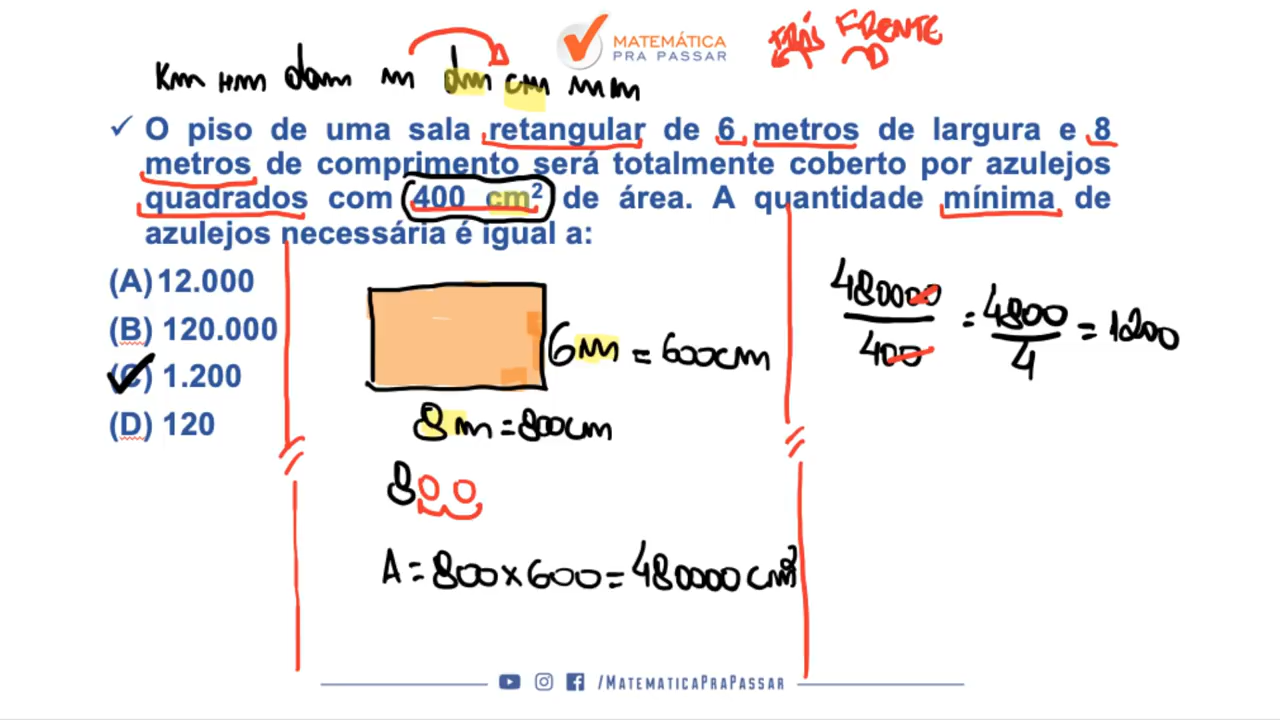 MATEMÁTICA
PRA PASSAR
TRÁS FRENTE
Km Hm dam m dm cm mm
✓ O piso de uma sala retangular de 6 metros de largura e 8
metros de comprimento será totalmente coberto por azulejos
quadrados com 400 cm² de área. A quantidade mínima de
azulejos necessária é igual a:
(A) 12.000
(B) 120.000
(C) 1.200
(D) 120
6m = 600cm
8m = 800cm
800
A = 800 × 600 = 480000 cm²
480000/400 = 4800/4 = 1200
/MATEMATICAPRAPASSAR